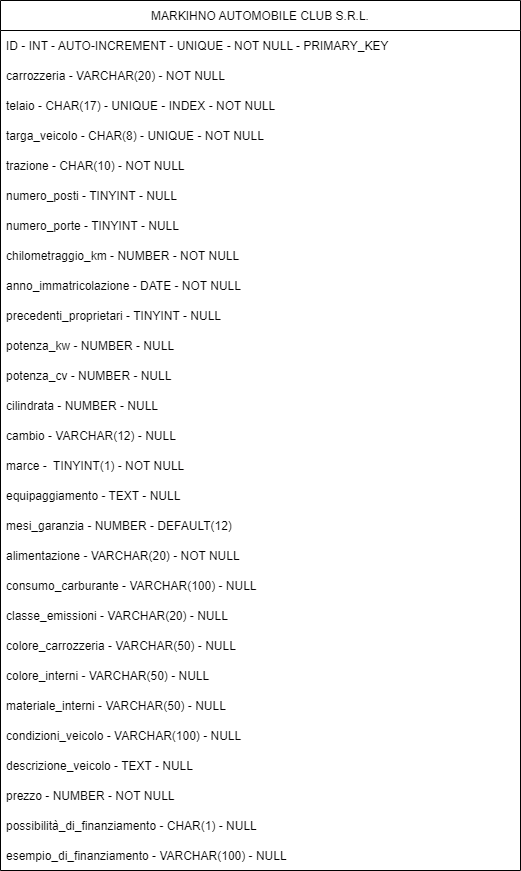 MARKIHNO AUTOMOBILE CLUB S.R.L.
ID - INT - AUTO-INCREMENT - UNIQUE - NOT NULL - PRIMARY_KEY
carrozzeria - VARCHAR(20) - NOT NULL
telaio - CHAR(17) - UNIQUE - INDEX - NOT NULL
targa_veicolo - CHAR(8) - UNIQUE - NOT NULL
trazione - CHAR(10) - NOT NULL
numero_posti - TINYINT - NULL
numero_porte - TINYINT - NULL
chilometraggio_km - NUMBER - NOT NULL
anno_immatricolazione - DATE - NOT NULL
precedenti_proprietari - TINYINT - NULL
potenza_kw - NUMBER - NULL
potenza_cv - NUMBER - NULL
cilindrata - NUMBER - NULL
cambio - VARCHAR(12) - NULL
marce -  TINYINT(1) - NOT NULL
equipaggiamento - TEXT - NULL
mesi_garanzia - NUMBER - DEFAULT(12)
alimentazione - VARCHAR(20) - NOT NULL
consumo_carburante - VARCHAR(100) - NULL
classe_emissioni - VARCHAR(20) - NULL
colore_carrozzeria - VARCHAR(50) - NULL
colore_interni - VARCHAR(50) - NULL
materiale_interni - VARCHAR(50) - NULL
condizioni_veicolo - VARCHAR(100) - NULL
descrizione_veicolo - TEXT - NULL
prezzo - NUMBER - NOT NULL
possibilità_di_finanziamento - CHAR(1) - NULL
esempio_di_finanziamento - VARCHAR(100) - NULL